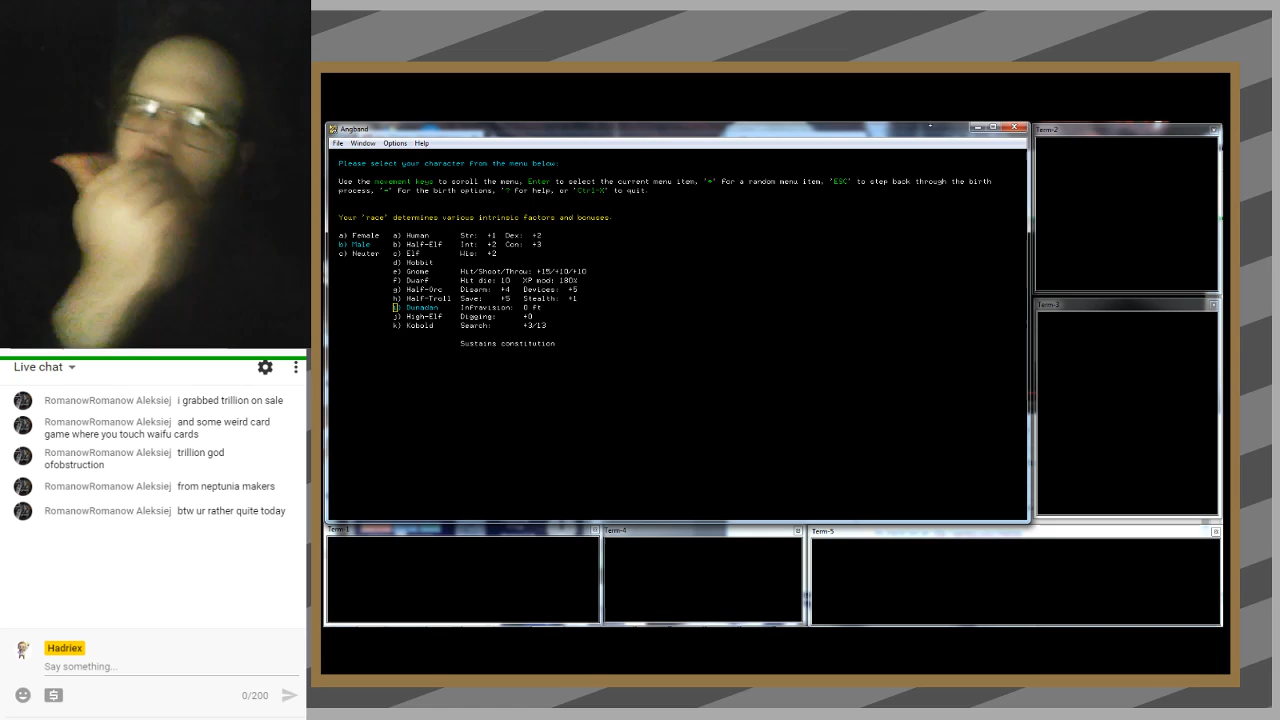 Live chat
RomanowRomanow Aleksiej i grabbed trillion on sale
RomanowRomanow Aleksiej and some weird card
game where you touch waifu cards
RomanowRomanow Aleksiej trillion god
ofobstruction
RomanowRomanow Aleksiej from neptunia makers
RomanowRomanow Aleksiej btw ur rather quite today
Hadriex
Say something...
0/200
Angband
File Window Options Help
Please select your character from the menu below:
Use the movement keys to scroll the menu, Enter to select the current menu item, '*' for a random menu item, 'ESC' to step back through the birth
process, '=' for the birth options, '?' for help, or 'Ctrl-X' to quit.
Your 'race' determines various intrinsic factors and bonuses.
a) Female a) Human Str: +1 Dex: +2
b) Male b) Half-Elf Int: +2 Con: +3
c) Neuter c) Elf Wis: +2
d) Hobbit
e) Gnome Hit/Shoot/Throw: +15/+10/+10
f) Dwarf Hit die: 10 XP mod: 180%
g) Half-Orc Disarm: +4 Devices: +5
h) Half-Troll Save: +5 Stealth: +1
i) Dunadan Infravision: 0 ft
j) High-Elf Digging: +0
k) Kobold Search: +3/13
Sustains constitution
Term-2
Term-3
Term-1
Term-4
Term-5